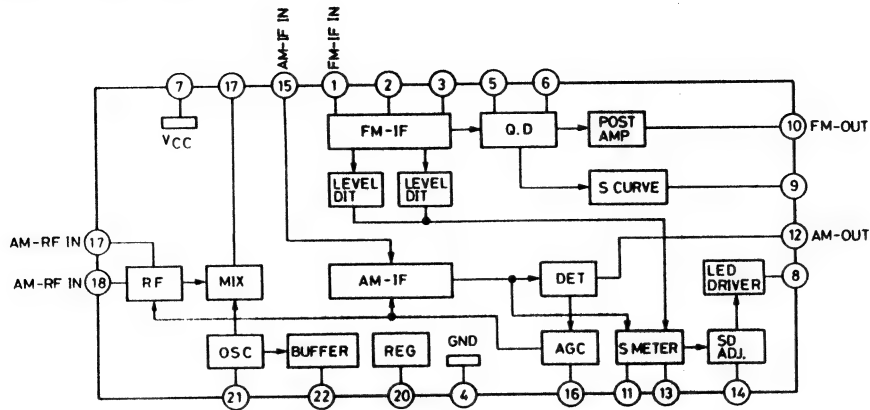 AM-IF IN
FM-IF IN
7
17
15
1
2
3
5
6
VCC
FM-IF
Q.D
POST AMP
10 FM-OUT
LEVEL DIT
LEVEL DIT
S CURVE
9
AM-RF IN 17
12 AM-OUT
AM-RF IN 18
RF
MIX
AM-IF
DET
LED DRIVER
8
OSC
BUFFER
REG
GND
AGC
S METER
SD ADJ.
21
22
20
4
16
11
13
14